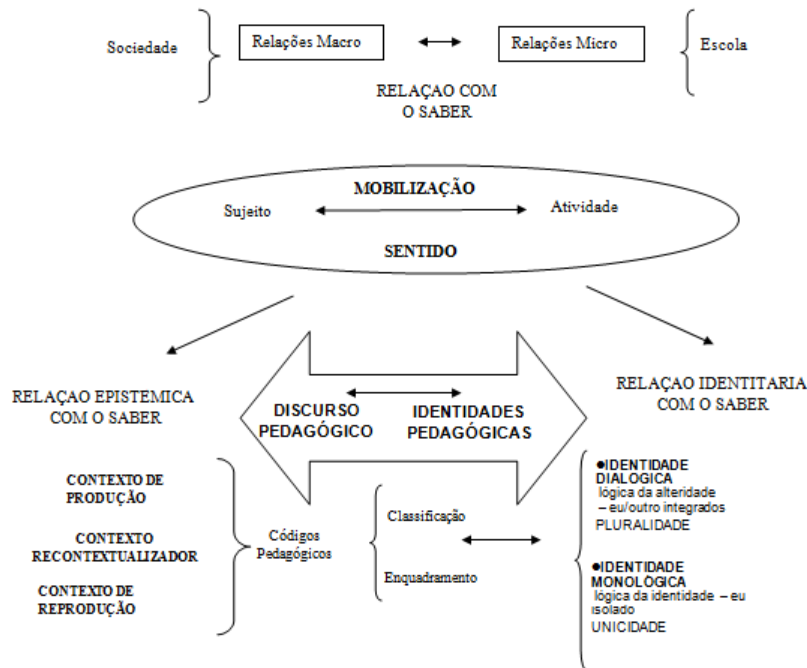 Sociedade
Relações Macro
Relações Micro
Escola
RELAÇAO COM
O SABER
MOBILIZAÇÃO
Sujeito
Atividade
SENTIDO
RELAÇAO EPISTEMICA
COM O SABER
RELAÇAO IDENTITARIA
COM O SABER
DISCURSO
PEDAGÓGICO
IDENTIDADES
PEDAGÓGICAS
CONTEXTO DE
PRODUÇÃO
CONTEXTO
RECONTEXTUALIZADOR
CONTEXTO DE
REPRODUÇÃO
Códigos
Pedagógicos
Classificação
Enquadramento
●IDENTIDADE
DIALOGICA
lógica da alteridade
– eu/outro integrados
PLURALIDADE
●IDENTIDADE
MONOLÓGICA
lógica da identidade – eu
isolado
UNICIDADE